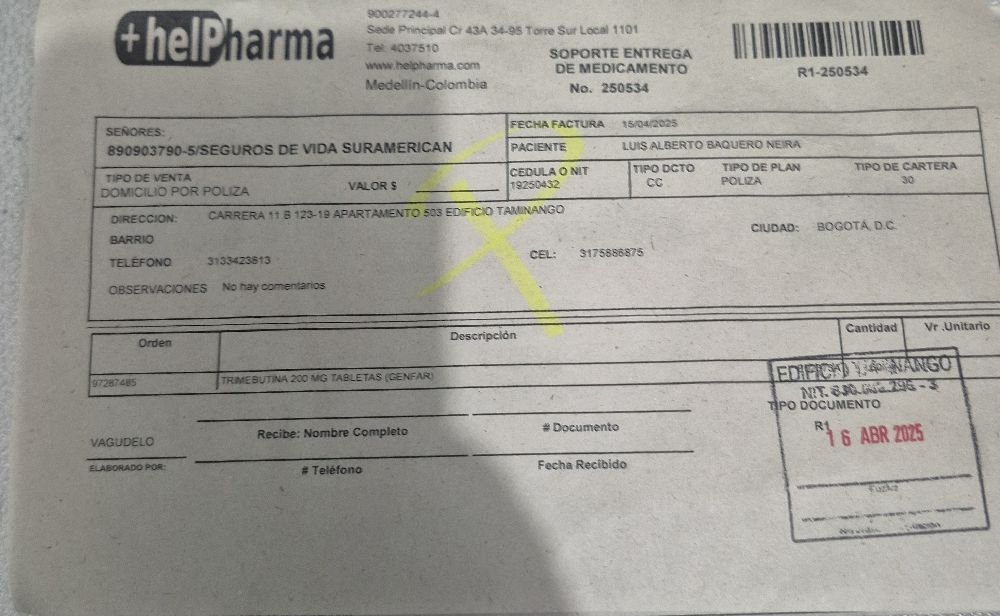 +helPharma
900277244-4
Sede Principal Cr 43A 34-95 Torre Sur Local 1101
Tel: 4037510
www.helpharma.com
Medellin-Colombia
SOPORTE ENTREGA
DE MEDICAMENTO
No. 250534
R1-250534
SEÑORES:
890903790-5/SEGUROS DE VIDA SURAMERICAN
FECHA FACTURA 15/04/2025
PACIENTE LUIS ALBERTO BAQUERO NEIRA
TIPO DE VENTA
DOMICILIO POR POLIZA
VALOR $
CEDULA O NIT
19250432
TIPO DCTO
CC
TIPO DE PLAN
POLIZA
TIPO DE CARTERA
30
DIRECCION: CARRERA 11 B 123-19 APARTAMENTO 503 EDIFICIO TAMINANGO
BARRIO
CIUDAD: BOGOTÁ, D.C.
TELÉFONO 3133423813
CEL: 3175886875
OBSERVACIONES No hay comentarios
Orden Descripción Cantidad Vr .Unitario
97287485 TRIMEBUTINA 200 MG TABLETAS (GENFAR)
EDIFICIO TAMINANGO
NIT.
TIPO DOCUMENTO
R1
16 ABR 2025
Recibe: Nombre Completo
# Documento
VAGUDELO
ELABORADO POR:
# Teléfono
Fecha Recibido